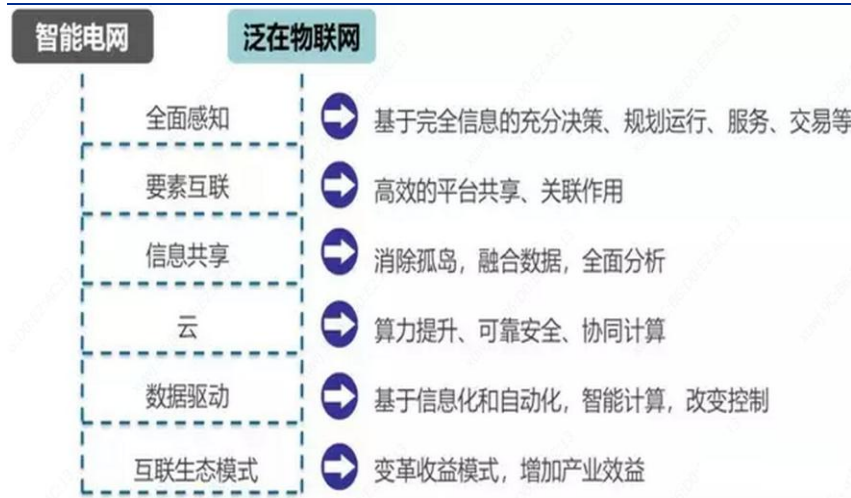 智能电网 泛在物联网
全面感知 基于完全信息的充分决策、规划运行、服务、交易等
要素互联 高效的平台共享、关联作用
信息共享 消除孤岛，融合数据，全面分析
云 算力提升、可靠安全、协同计算
数据驱动 基于信息化和自动化，智能计算，改变控制
互联生态模式 变革收益模式，增加产业效益